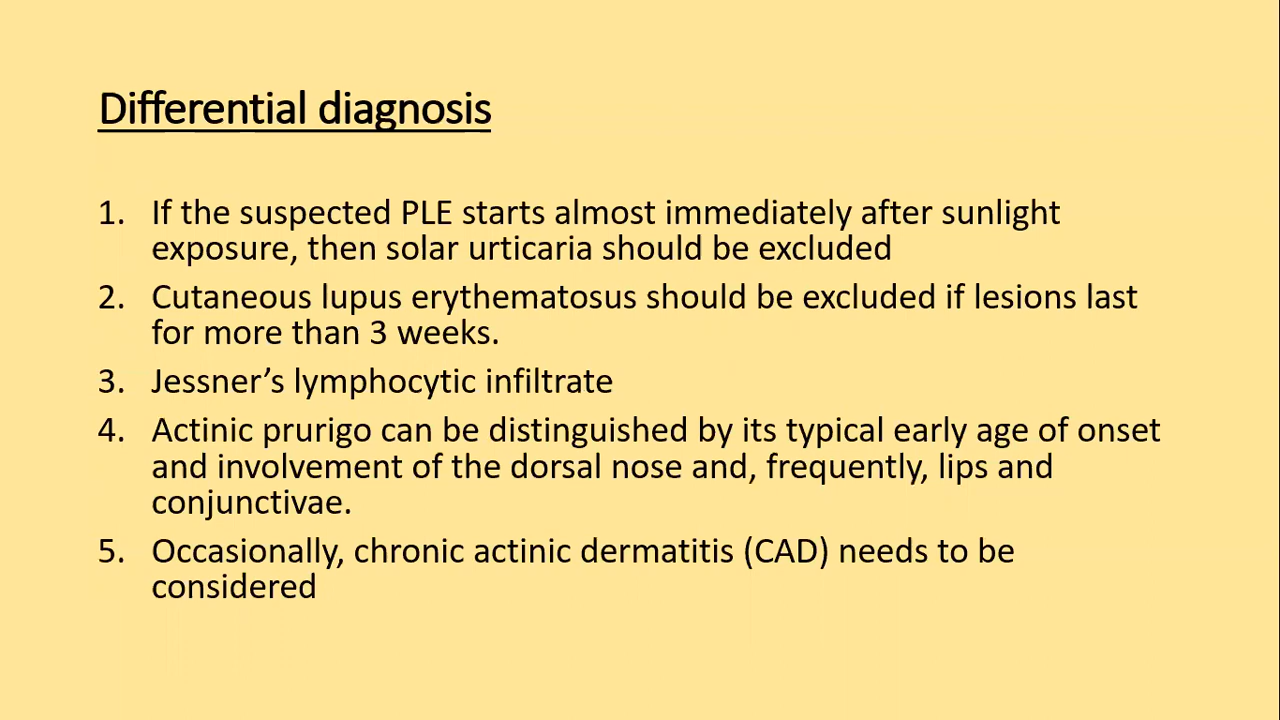 Differential diagnosis
1. If the suspected PLE starts almost immediately after sunlight
exposure, then solar urticaria should be excluded
2. Cutaneous lupus erythematosus should be excluded if lesions last
for more than 3 weeks.
3. Jessner’s lymphocytic infiltrate
4. Actinic prurigo can be distinguished by its typical early age of onset
and involvement of the dorsal nose and, frequently, lips and
conjunctivae.
5. Occasionally, chronic actinic dermatitis (CAD) needs to be
considered